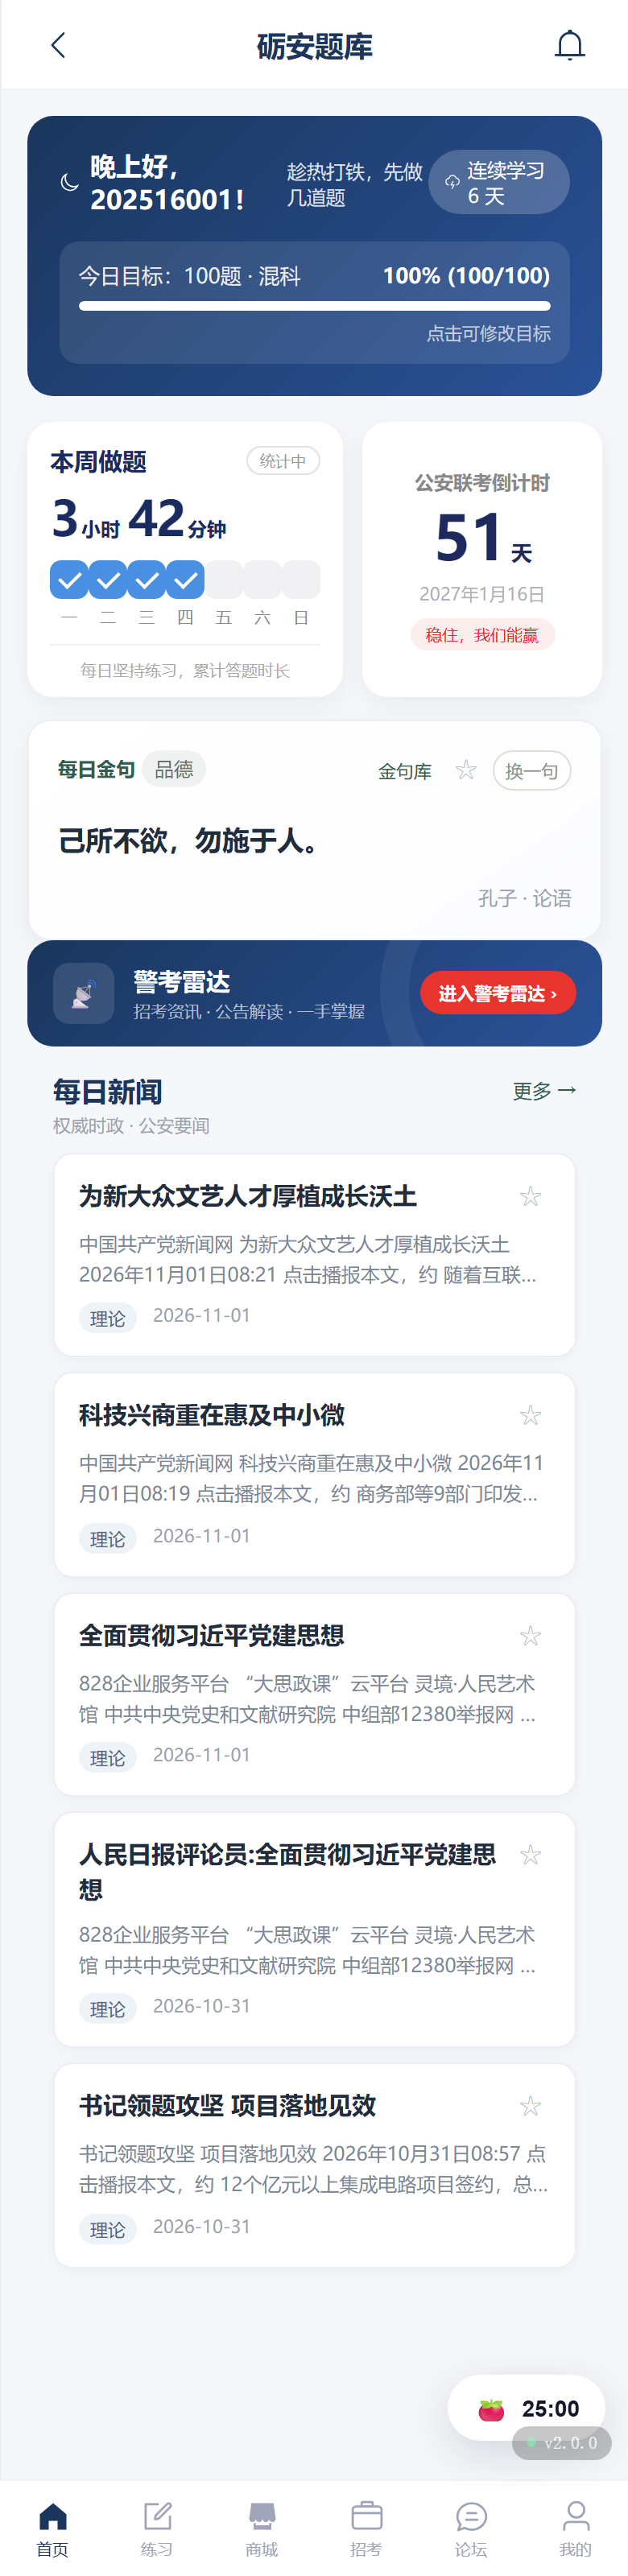 砺安题库
晚上好，
202516001！
趁热打铁，先做
几道题
连续学习
6 天
今日目标：100题 · 混科
100% (100/100)
点击可修改目标
本周做题
统计中
3小时 42分钟
一 二 三 四 五 六 日
每日坚持练习，累计答题时长
公安联考倒计时
51 天
2027年1月16日
稳住，我们能赢
每日金句
品德
金句库
换一句
己所不欲，勿施于人。
孔子 · 论语
警考雷达
招考资讯 · 公告解读 · 一手掌握
进入警考雷达 ›
每日新闻
更多 →
权威时政 · 公安要闻
为新大众文艺人才厚植成长沃土
中国共产党新闻网 为新大众文艺人才厚植成长沃土
2026年11月01日08:21 点击播报本文，约 随着互联...
理论 2026-11-01
科技兴商重在惠及中小微
中国共产党新闻网 科技兴商重在惠及中小微 2026年11
月01日08:19 点击播报本文，约 商务部等9部门印发...
理论 2026-11-01
全面贯彻习近平党建思想
828企业服务平台 “大思政课”云平台 灵境·人民艺术
馆 中共中央党史和文献研究院 中组部12380举报网 ...
理论 2026-11-01
人民日报评论员:全面贯彻习近平党建思
想
828企业服务平台 “大思政课”云平台 灵境·人民艺术
馆 中共中央党史和文献研究院 中组部12380举报网 ...
理论 2026-10-31
书记领题攻坚 项目落地见效
书记领题攻坚 项目落地见效 2026年10月31日08:57 点
击播报本文，约 12个亿元以上集成电路项目签约，总...
理论 2026-10-31
25:00
v2.0.0
首页 练习 商城 招考 论坛 我的